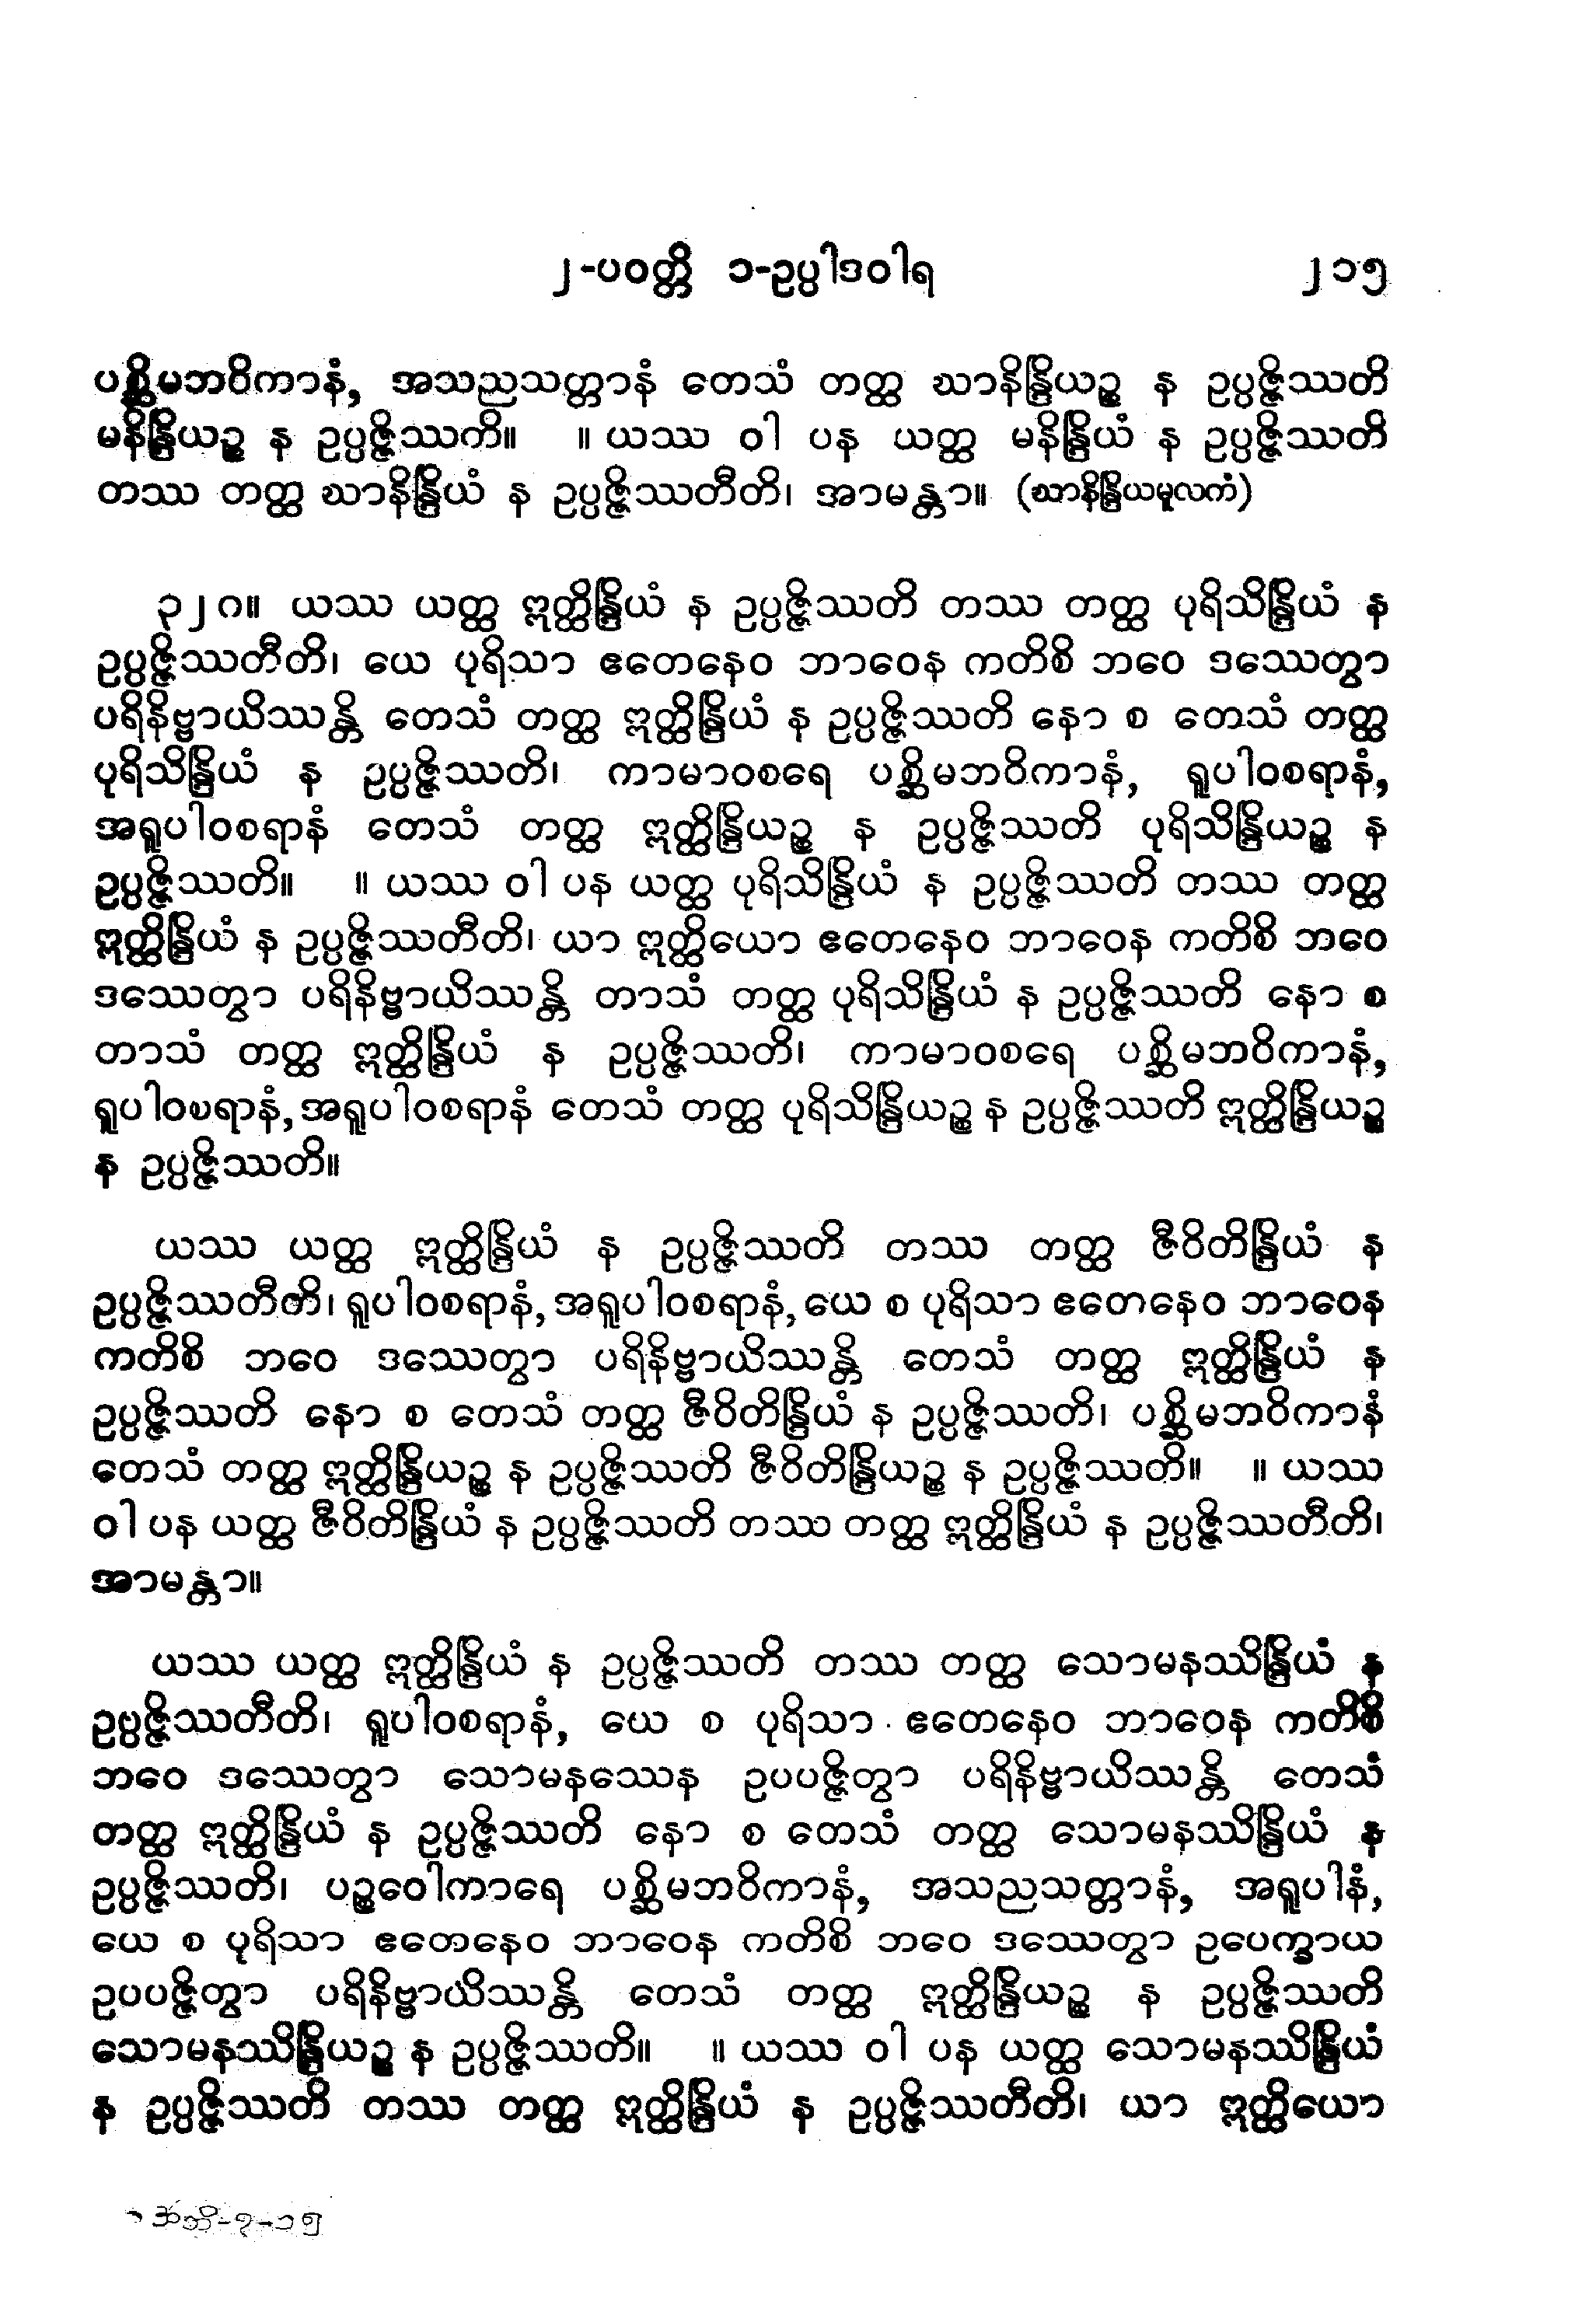 ၂-ပဝတ္တိ ၁-ဥပ္ပါဒဝါရ ၂၁၅
ပစ္ဆိမဘဝိကာနံ, အသညသတ္တာနံ တေသံ တတ္ထ ဃာနိန္ဒြိယဉ္စ န ဥပ္ပဇ္ဇိဿတိ
မနိန္ဒြိယဉ္စ န ဥပ္ပဇ္ဇိဿတိ။ ။ ယဿ ဝါ ပန ယတ္ထ မနိန္ဒြိယံ န ဥပ္ပဇ္ဇိဿတိ
တဿ တတ္ထ ဃာနိန္ဒြိယံ န ဥပ္ပဇ္ဇိဿတီတိ၊ အာမန္တာ။ (ဃာနိန္ဒြိယမူလကံ)
၃၂၈။ ယဿ ယတ္ထ ဣတ္ထိန္ဒြိယံ န ဥပ္ပဇ္ဇိဿတိ တဿ တတ္ထ ပုရိသိန္ဒြိယံ န
ဥပ္ပဇ္ဇိဿတီတိ၊ ယေ ပုရိသာ ဧတေနေဝ ဘာဝေန ကတိစိ ဘဝေ ဒဿေတွာ
ပရိနိဗ္ဗာယိဿန္တိ တေသံ တတ္ထ ဣတ္ထိန္ဒြိယံ န ဥပ္ပဇ္ဇိဿတိ နော စ တေသံ တတ္ထ
ပုရိသိန္ဒြိယံ န ဥပ္ပဇ္ဇိဿတိ၊ ကာမာဝစရေ ပစ္ဆိမဘဝိကာနံ, ရူပါဝစရာနံ,
အရူပါဝစရာနံ တေသံ တတ္ထ ဣတ္ထိန္ဒြိယဉ္စ န ဥပ္ပဇ္ဇိဿတိ ပုရိသိန္ဒြိယဉ္စ န
ဥပ္ပဇ္ဇိဿတိ။ ။ ယဿ ဝါ ပန ယတ္ထ ပုရိသိန္ဒြိယံ န ဥပ္ပဇ္ဇိဿတိ တဿ တတ္ထ
ဣတ္ထိန္ဒြိယံ န ဥပ္ပဇ္ဇိဿတီတိ၊ ယာ ဣတ္ထိယော ဧတေနေဝ ဘာဝေန ကတိစိ ဘဝေ
ဒဿေတွာ ပရိနိဗ္ဗာယိဿန္တိ တာသံ တတ္ထ ပုရိသိန္ဒြိယံ န ဥပ္ပဇ္ဇိဿတိ နော စ
တာသံ တတ္ထ ဣတ္ထိန္ဒြိယံ န ဥပ္ပဇ္ဇိဿတိ၊ ကာမာဝစရေ ပစ္ဆိမဘဝိကာနံ,
ရူပါဝစရာနံ, အရူပါဝစရာနံ တေသံ တတ္ထ ပုရိသိန္ဒြိယဉ္စ န ဥပ္ပဇ္ဇိဿတိ ဣတ္ထိန္ဒြိယဉ္စ
န ဥပ္ပဇ္ဇိဿတိ။
ယဿ ယတ္ထ ဣတ္ထိန္ဒြိယံ န ဥပ္ပဇ္ဇိဿတိ တဿ တတ္ထ ဇီဝိတိန္ဒြိယံ န
ဥပ္ပဇ္ဇိဿတီတိ၊ ရူပါဝစရာနံ, အရူပါဝစရာနံ, ယေ စ ပုရိသာ ဧတေနေဝ ဘာဝေန
ကတိစိ ဘဝေ ဒဿေတွာ ပရိနိဗ္ဗာယိဿန္တိ တေသံ တတ္ထ ဣတ္ထိန္ဒြိယံ န
ဥပ္ပဇ္ဇိဿတိ နော စ တေသံ တတ္ထ ဇီဝိတိန္ဒြိယံ န ဥပ္ပဇ္ဇိဿတိ၊ ပစ္ဆိမဘဝိကာနံ
တေသံ တတ္ထ ဣတ္ထိန္ဒြိယဉ္စ န ဥပ္ပဇ္ဇိဿတိ ဇီဝိတိန္ဒြိယဉ္စ န ဥပ္ပဇ္ဇိဿတိ။ ။ ယဿ
ဝါ ပန ယတ္ထ ဇီဝိတိန္ဒြိယံ န ဥပ္ပဇ္ဇိဿတိ တဿ တတ္ထ ဣတ္ထိန္ဒြိယံ န ဥပ္ပဇ္ဇိဿတီတိ၊
အာမန္တာ။
ယဿ ယတ္ထ ဣတ္ထိန္ဒြိယံ န ဥပ္ပဇ္ဇိဿတိ တဿ တတ္ထ သောမနဿိန္ဒြိယံ န
ဥပ္ပဇ္ဇိဿတီတိ၊ ရူပါဝစရာနံ, ယေ စ ပုရိသာ ဧတေနေဝ ဘာဝေန ကတိစိ
ဘဝေ ဒဿေတွာ သောမနဿေန ဥပပဇ္ဇိတွာ ပရိနိဗ္ဗာယိဿန္တိ တေသံ
တတ္ထ ဣတ္ထိန္ဒြိယံ န ဥပ္ပဇ္ဇိဿတိ နော စ တေသံ တတ္ထ သောမနဿိန္ဒြိယံ န
ဥပ္ပဇ္ဇိဿတိ၊ ပဉ္စဝေါကာရေ ပစ္ဆိမဘဝိကာနံ, အသညသတ္တာနံ, အရူပါနံ,
ယေ စ ပုရိသာ ဧတေနေဝ ဘာဝေန ကတိစိ ဘဝေ ဒဿေတွာ ဥပေက္ခာယ
ဥပပဇ္ဇိတွာ ပရိနိဗ္ဗာယိဿန္တိ တေသံ တတ္ထ ဣတ္ထိန္ဒြိယဉ္စ န ဥပ္ပဇ္ဇိဿတိ
သောမနဿိန္ဒြိယဉ္စ န ဥပ္ပဇ္ဇိဿတိ။ ။ ယဿ ဝါ ပန ယတ္ထ သောမနဿိန္ဒြိယံ
န ဥပ္ပဇ္ဇိဿတိ တဿ တတ္ထ ဣတ္ထိန္ဒြိယံ န ဥပ္ပဇ္ဇိဿတီတိ၊ ယာ ဣတ္ထိယော